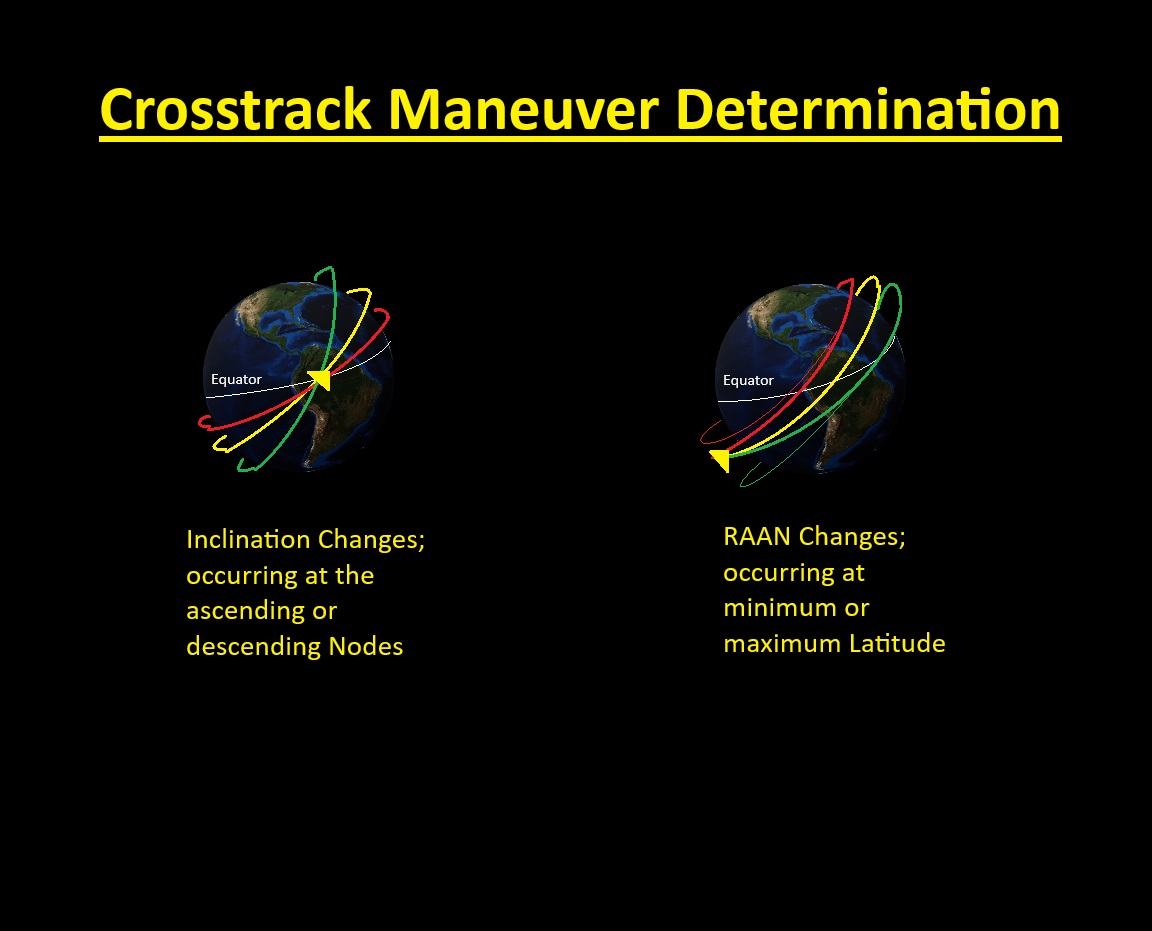 Crosstrack Maneuver Determination
Equator
Equator
Inclination Changes;
occurring at the
ascending or
descending Nodes
RAAN Changes;
occurring at
minimum or
maximum Latitude